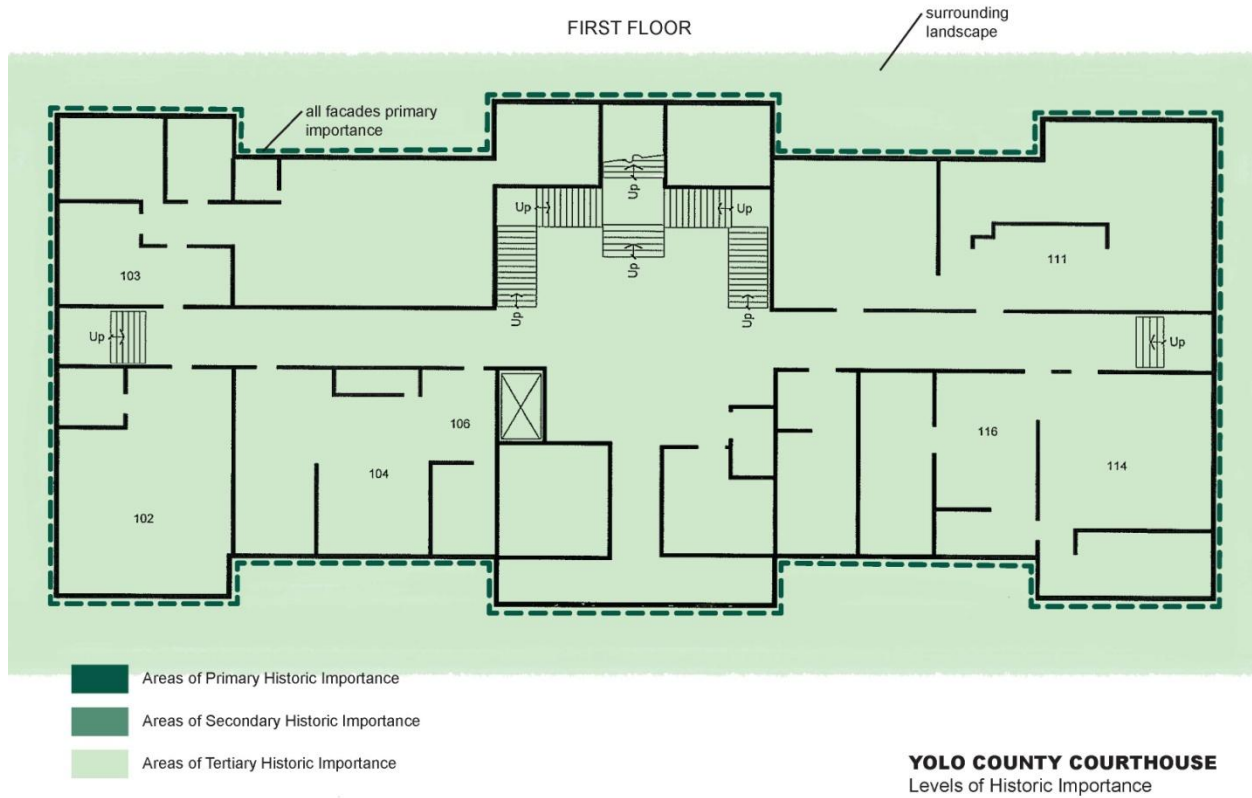 FIRST FLOOR
surrounding
landscape
all facades primary
importance
Up
Up
Up
Up
Up
Up
Up
103
111
Up
Up
106
104
116
114
102
Areas of Primary Historic Importance
Areas of Secondary Historic Importance
Areas of Tertiary Historic Importance
YOLO COUNTY COURTHOUSE
Levels of Historic Importance